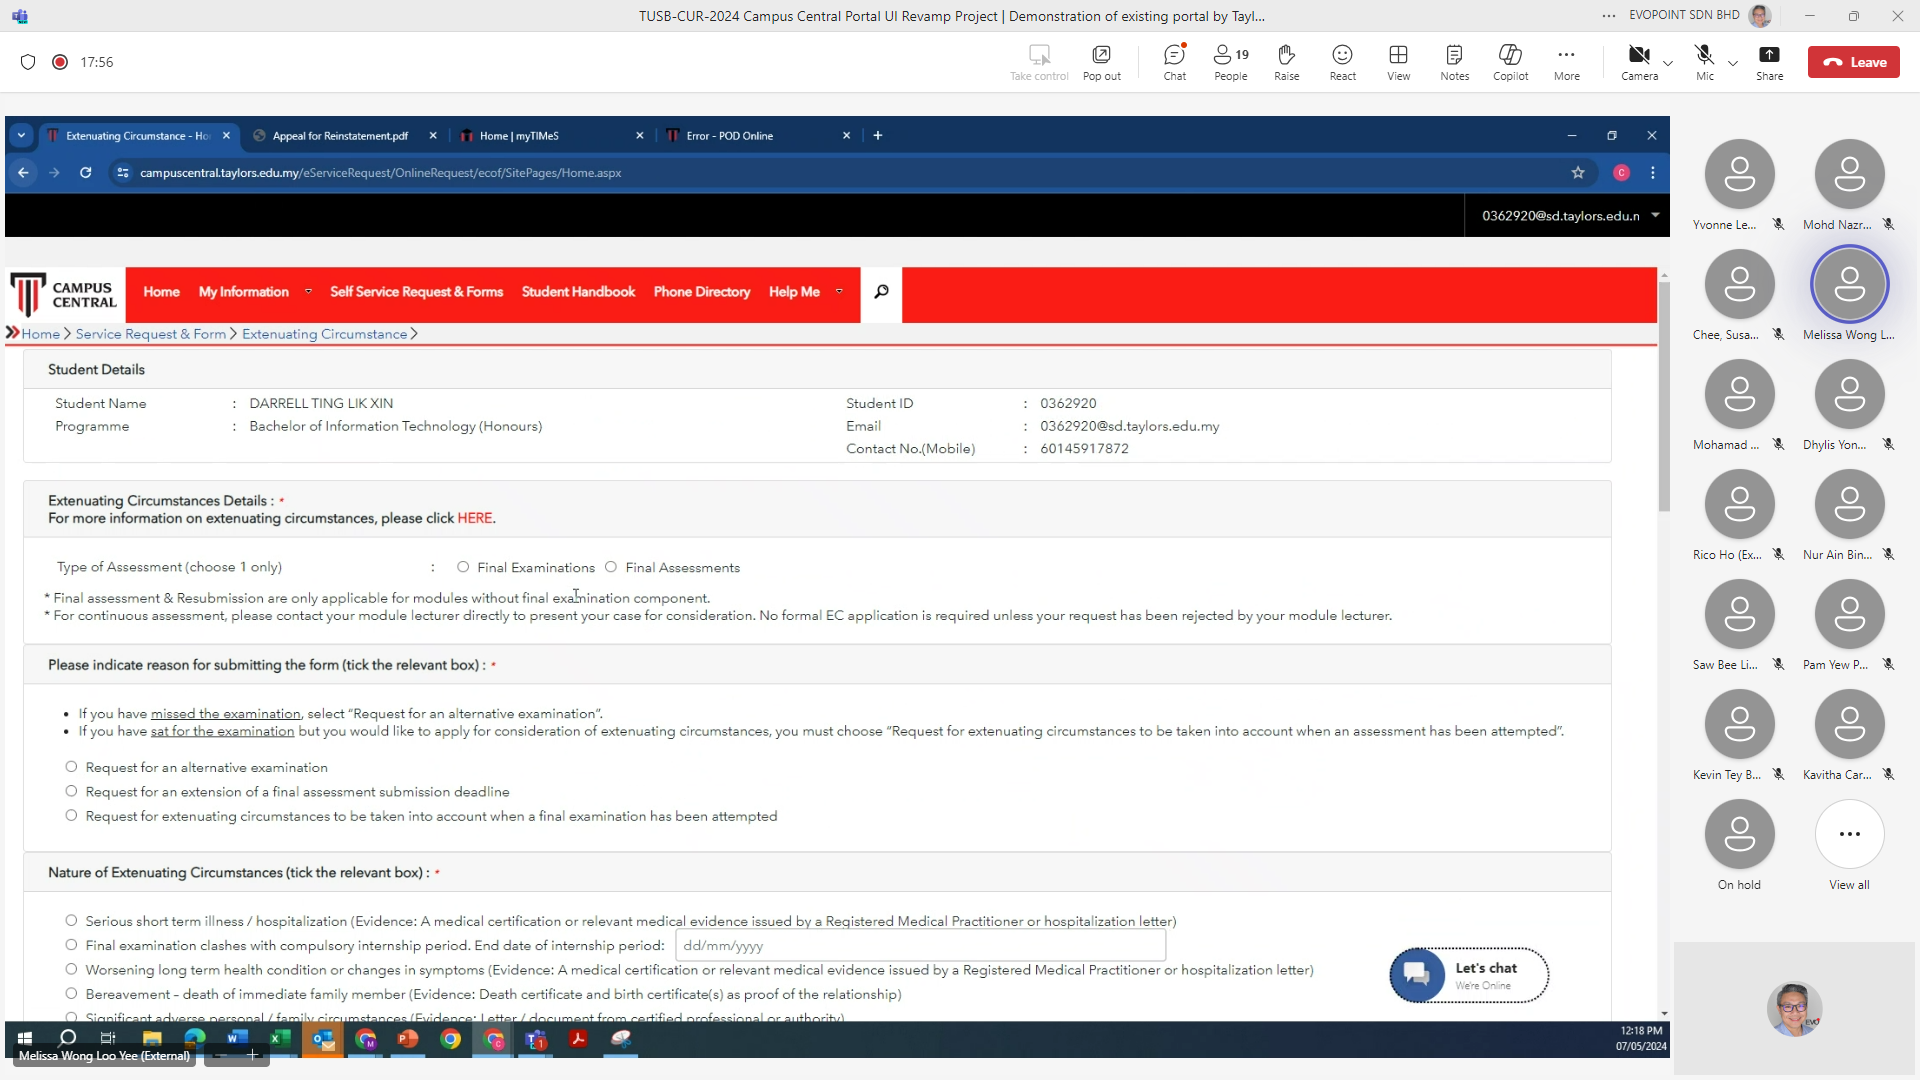 TUSB-CUR-2024 Campus Central Portal UI Revamp Project | Demonstration of existing portal by Tayl...
EVOPOINT SDN BHD
17:56
Take control
Pop out
Chat
19
People
Raise
React
View
Notes
Copilot
More
Camera
Mic
Share
Leave
Extenuating Circumstance - Ho
Appeal for Reinstatement.pdf
Home | myTIMeS
Error - POD Online
campuscentral.taylors.edu.my/eServiceRequest/OnlineRequest/ecof/SitePages/Home.aspx
C
0362920@sd.taylors.edu.n
CAMPUS
CENTRAL
Home
My Information
Self Service Request & Forms
Student Handbook
Phone Directory
Help Me
Home > Service Request & Form > Extenuating Circumstance >
Student Details
Student Name : DARRELL TING LIK XIN
Student ID : 0362920
Programme : Bachelor of Information Technology (Honours)
Email : 0362920@sd.taylors.edu.my
Contact No.(Mobile) : 60145917872
Extenuating Circumstances Details : *
For more information on extenuating circumstances, please click HERE.
Type of Assessment (choose 1 only) : Final Examinations Final Assessments
* Final assessment & Resubmission are only applicable for modules without final examination component.
* For continuous assessment, please contact your module lecturer directly to present your case for consideration. No formal EC application is required unless your request has been rejected by your module lecturer.
Please indicate reason for submitting the form (tick the relevant box) : *
• If you have missed the examination, select "Request for an alternative examination".
• If you have sat for the examination but you would like to apply for consideration of extenuating circumstances, you must choose "Request for extenuating circumstances to be taken into account when an assessment has been attempted".
Request for an alternative examination
Request for an extension of a final assessment submission deadline
Request for extenuating circumstances to be taken into account when a final examination has been attempted
Nature of Extenuating Circumstances (tick the relevant box) : *
Serious short term illness / hospitalization (Evidence: A medical certification or relevant medical evidence issued by a Registered Medical Practitioner or hospitalization letter)
Final examination clashes with compulsory internship period. End date of internship period: dd/mm/yyyy
Worsening long term health condition or changes in symptoms (Evidence: A medical certification or relevant medical evidence issued by a Registered Medical Practitioner or hospitalization letter)
Bereavement - death of immediate family member (Evidence: Death certificate and birth certificate(s) as proof of the relationship)
Significant adverse personal / family circumstances (Evidence: Letter / document from certified professional or authority)
Let's chat
We're Online
12:18 PM
07/05/2024
Melissa Wong Loo Yee (External)
Yvonne Le...
Mohd Nazr...
Chee, Susa...
Melissa Wong L...
Mohamad ...
Dhylis Yon...
Rico Ho (Ex...
Nur Ain Bin...
Saw Bee Li...
Pam Yew P...
Kevin Tey B...
Kavitha Car...
On hold
View all